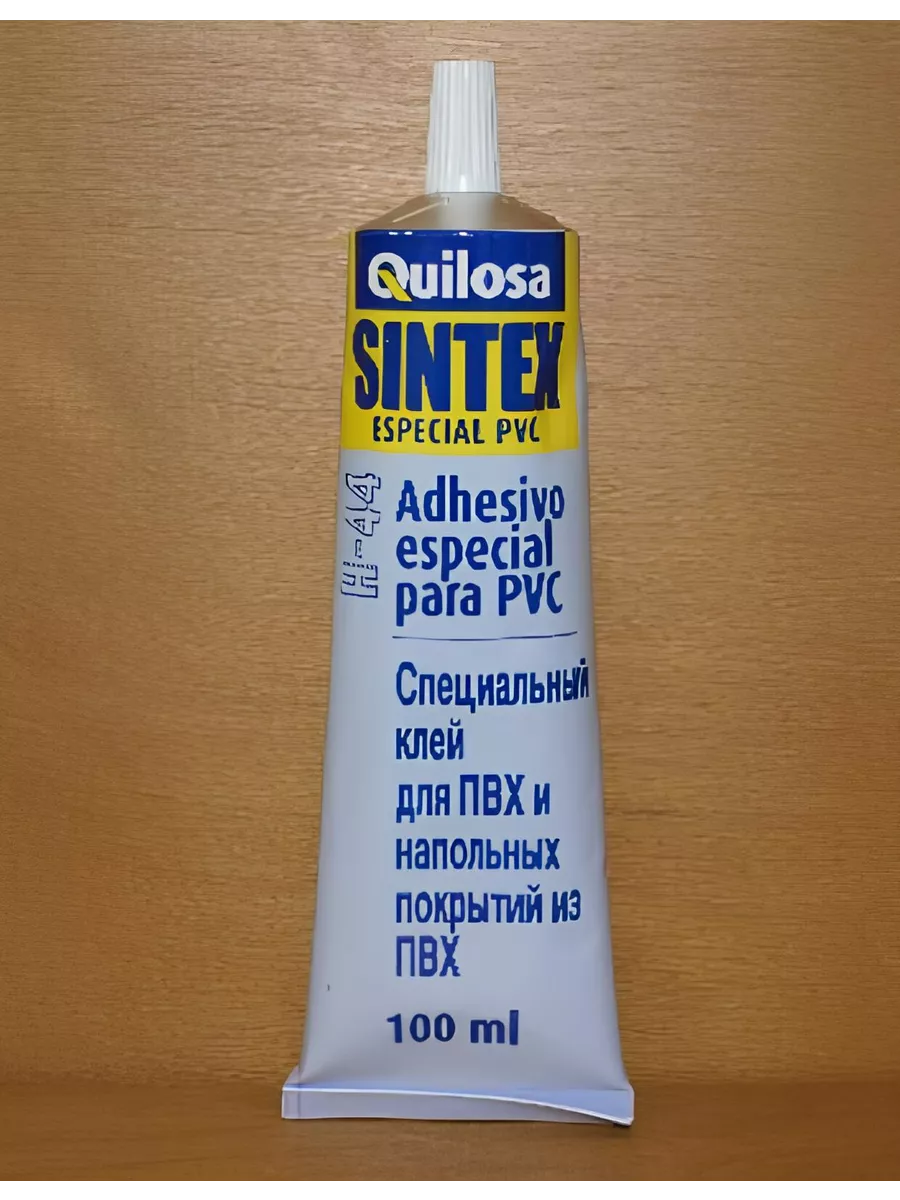 Quilosa
SINTEX
ESPECIAL PVC
H-44
Adhesivo
especial
para PVC
Специальный
клей
для ПВХ и
напольных
покрытий из
ПВХ
100 ml